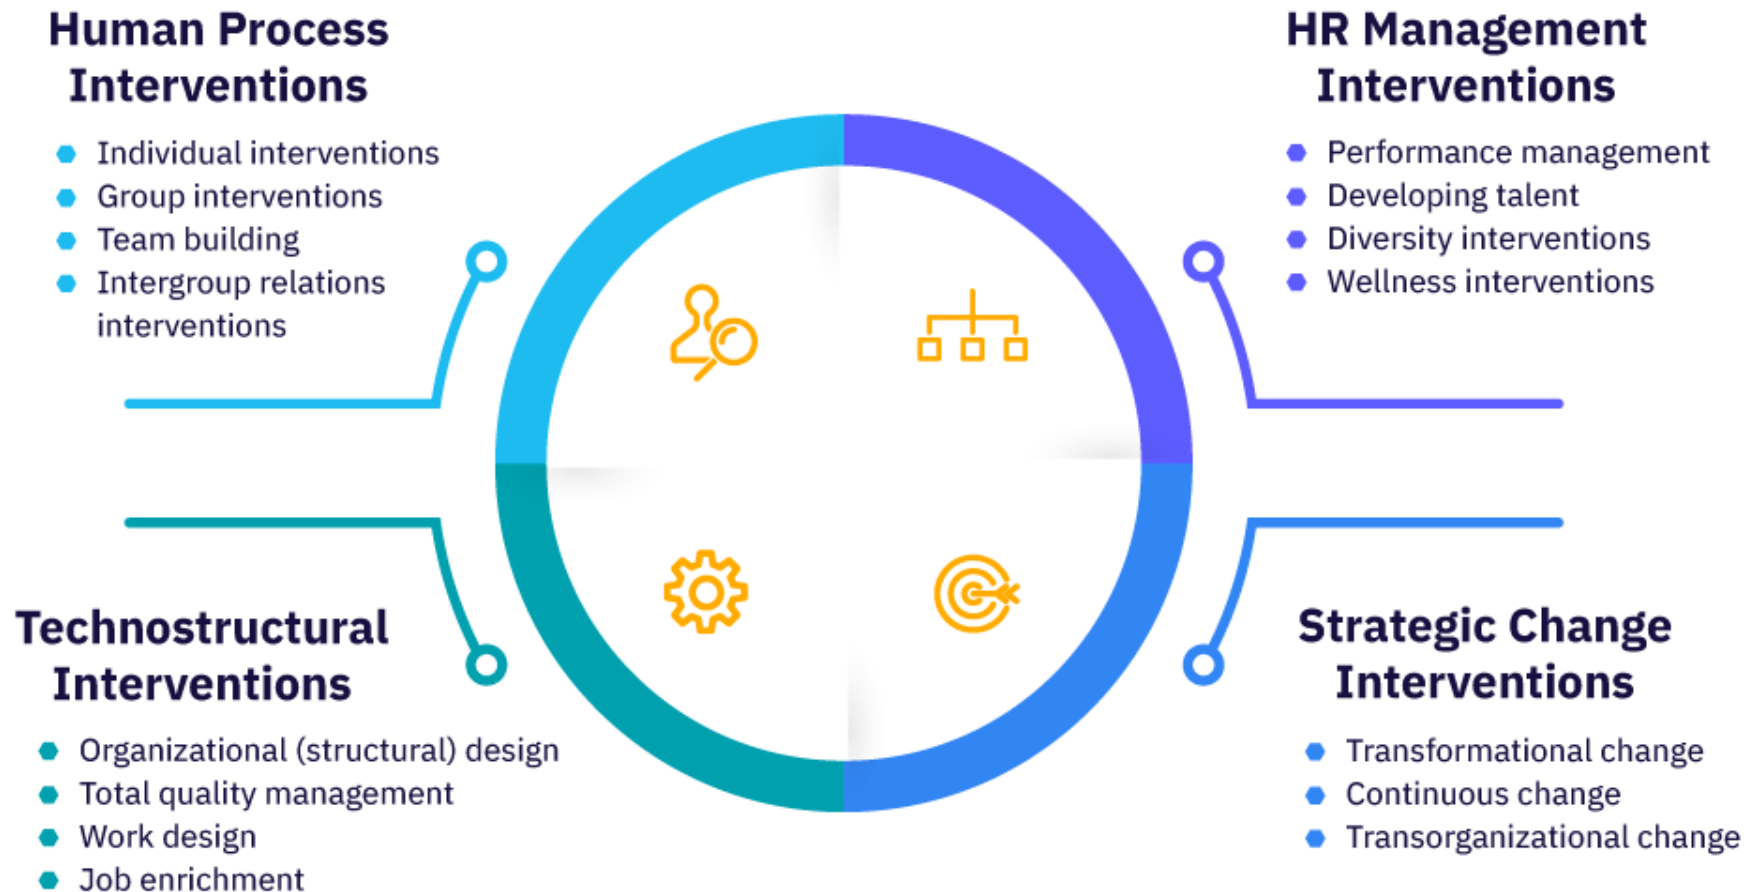 Human Process
Interventions
Individual interventions
Group interventions
Team building
Intergroup relations
interventions
HR Management
Interventions
Performance management
Developing talent
Diversity interventions
Wellness interventions
Technostructural
Interventions
Organizational (structural) design
Total quality management
Work design
Job enrichment
Strategic Change
Interventions
Transformational change
Continuous change
Transorganizational change